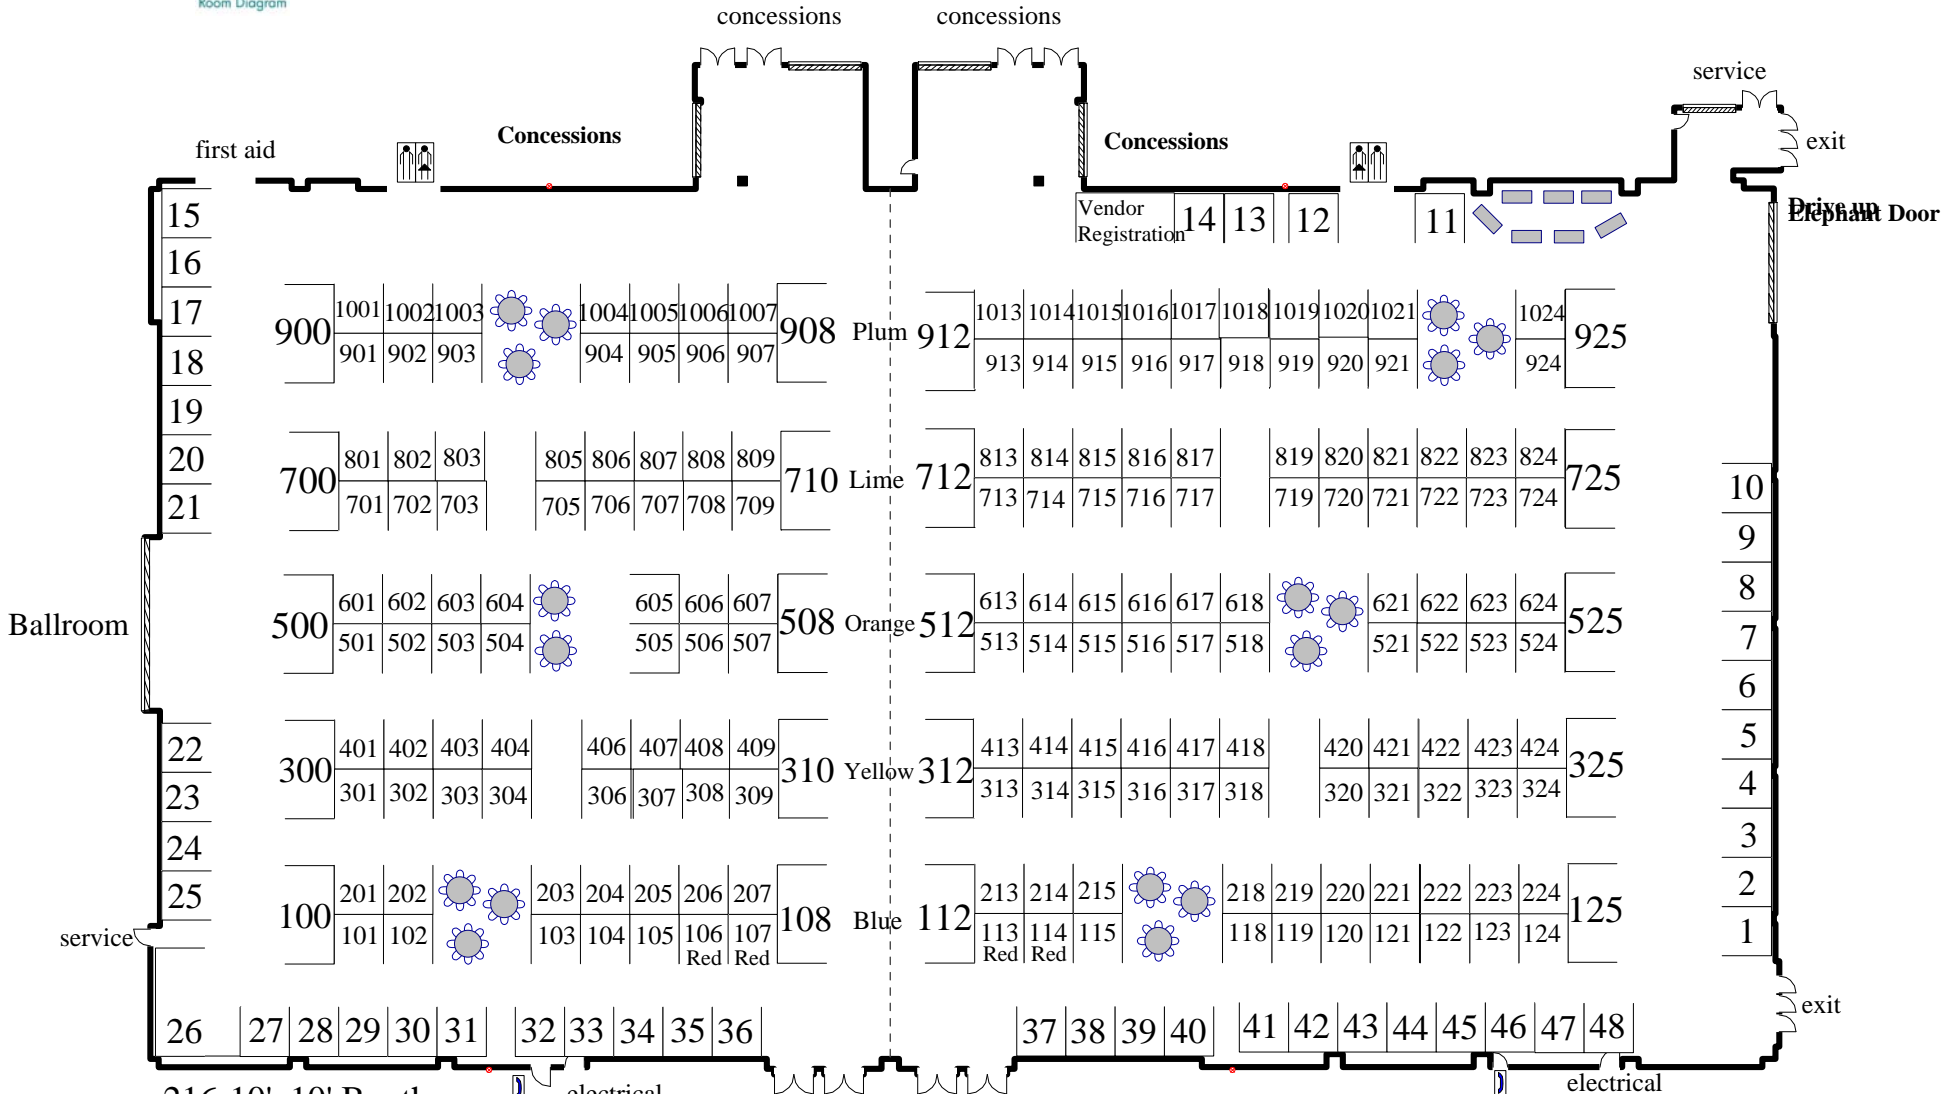 Room Diagram
concessions concessions
service
Concessions Concessions
first aid exit
Vendor
Registration
14 13 12 11
Drive up
Elephant Door
15
16
17
18
19
20
21
900 1001 1002 1003 1004 1005 1006 1007 908 Plum 912 1013 1014 1015 1016 1017 1018 1019 1020 1021 1024 925
901 902 903 904 905 906 907 913 914 915 916 917 918 919 920 921 924
700 801 802 803 805 806 807 808 809 710 Lime 712 813 814 815 816 817 819 820 821 822 823 824 725
701 702 703 705 706 707 708 709 713 714 715 716 717 719 720 721 722 723 724
10
9
8
7
6
5
4
3
2
1
Ballroom
500 601 602 603 604 605 606 607 508 Orange 512 613 614 615 616 617 618 621 622 623 624 525
501 502 503 504 505 506 507 513 514 515 516 517 518 521 522 523 524
22
23
24
25
300 401 402 403 404 406 407 408 409 310 Yellow 312 413 414 415 416 417 418 420 421 422 423 424 325
301 302 303 304 306 307 308 309 313 314 315 316 317 318 320 321 322 323 324
100 201 202 203 204 205 206 207 108 Blue 112 213 214 215 218 219 220 221 222 223 224 125
101 102 103 104 105 106 107 113 114 115 118 119 120 121 122 123 124
Red Red Red Red
service
exit
26 27 28 29 30 31 32 33 34 35 36 37 38 39 40 41 42 43 44 45 46 47 48
electrical electrical